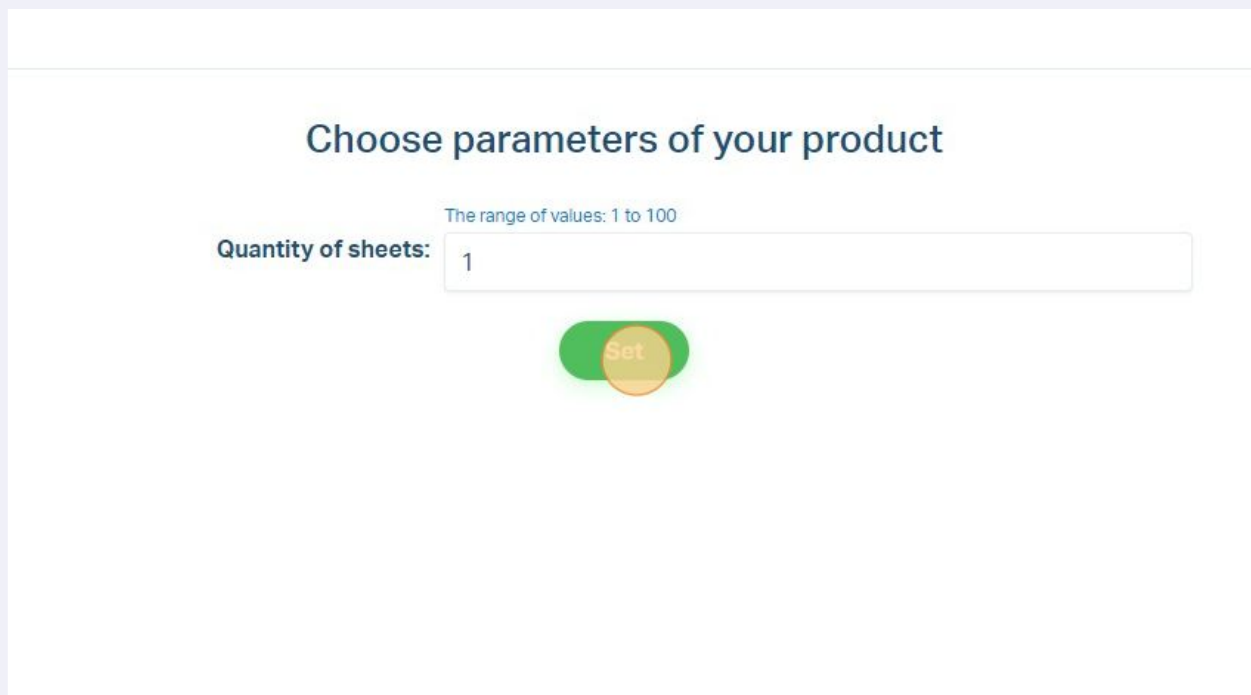 Choose parameters of your product
The range of values: 1 to 100
Quantity of sheets:
1
Set